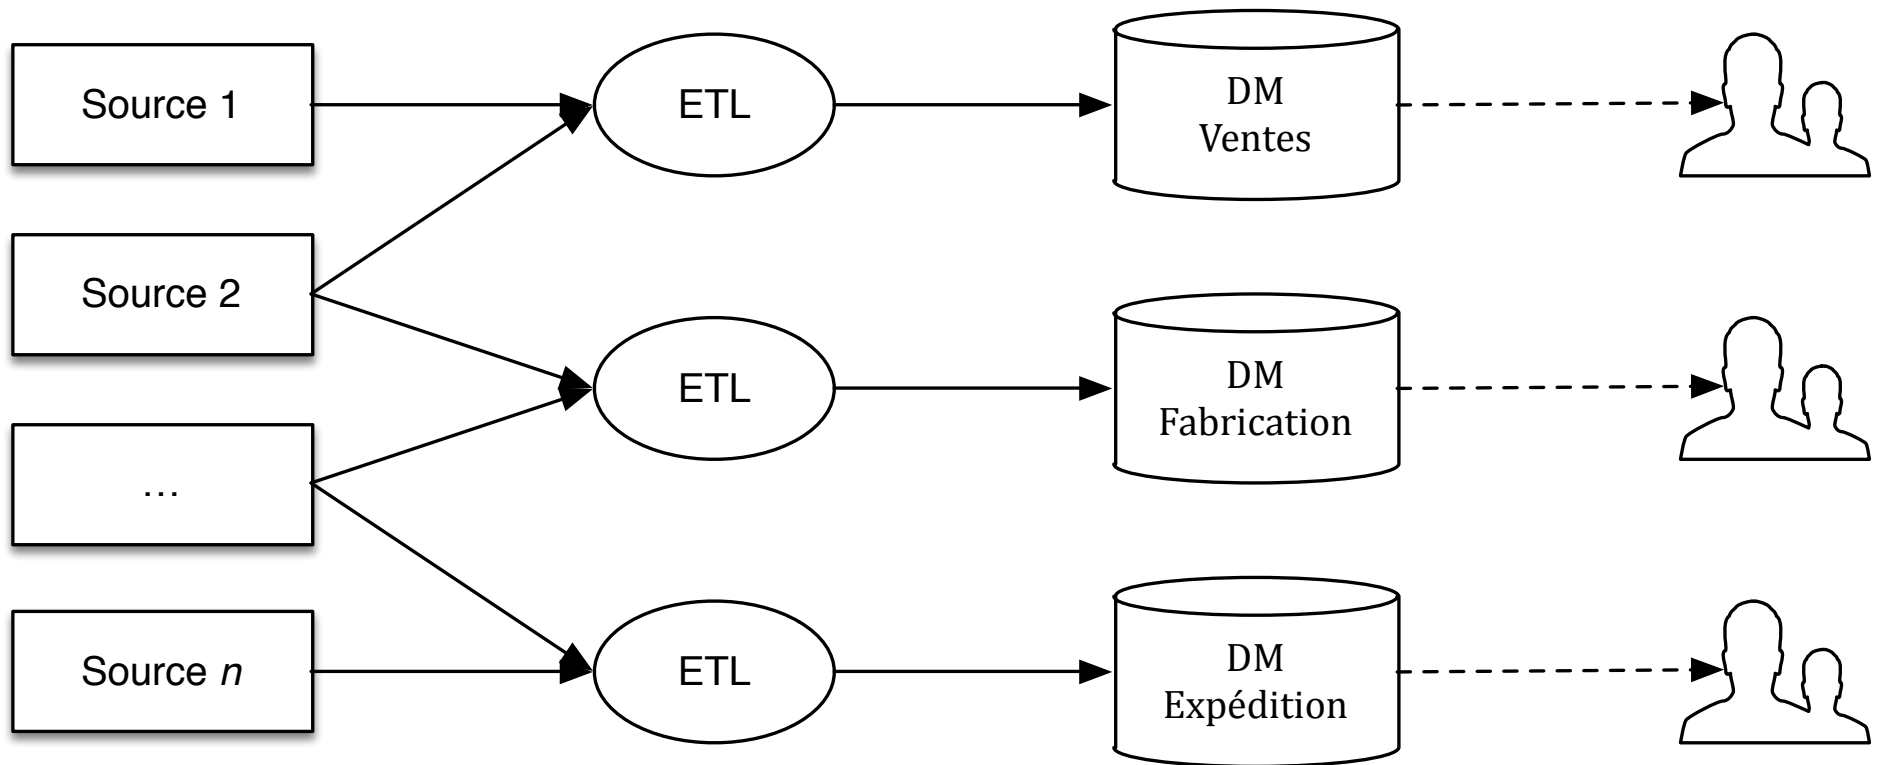 Source 1
ETL
DM
Ventes
Source 2
ETL
DM
Fabrication
...
Source n
ETL
DM
Expédition